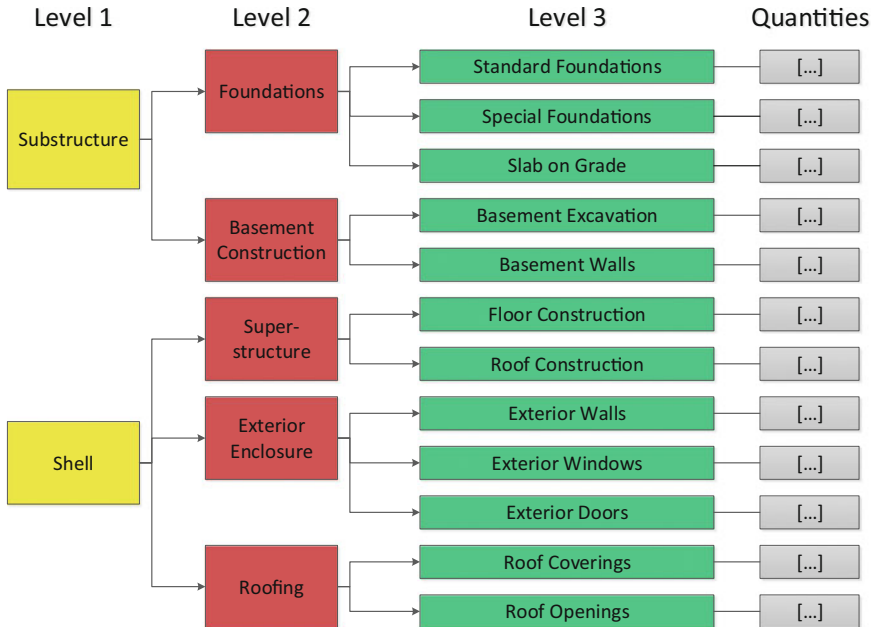 Level 1
Level 2
Level 3
Quantities
Substructure
Foundations
Standard Foundations
[...]
Special Foundations
[...]
Slab on Grade
[...]
Basement
Construction
Basement Excavation
[...]
Basement Walls
[...]
Shell
Super-
structure
Floor Construction
[...]
Roof Construction
[...]
Exterior
Enclosure
Exterior Walls
[...]
Exterior Windows
[...]
Exterior Doors
[...]
Roofing
Roof Coverings
[...]
Roof Openings
[...]